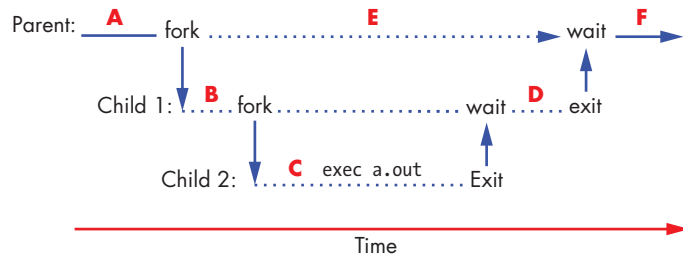 A E F
Parent: fork wait
B D
Child 1: fork wait exit
C exec a.out
Child 2: Exit
Time